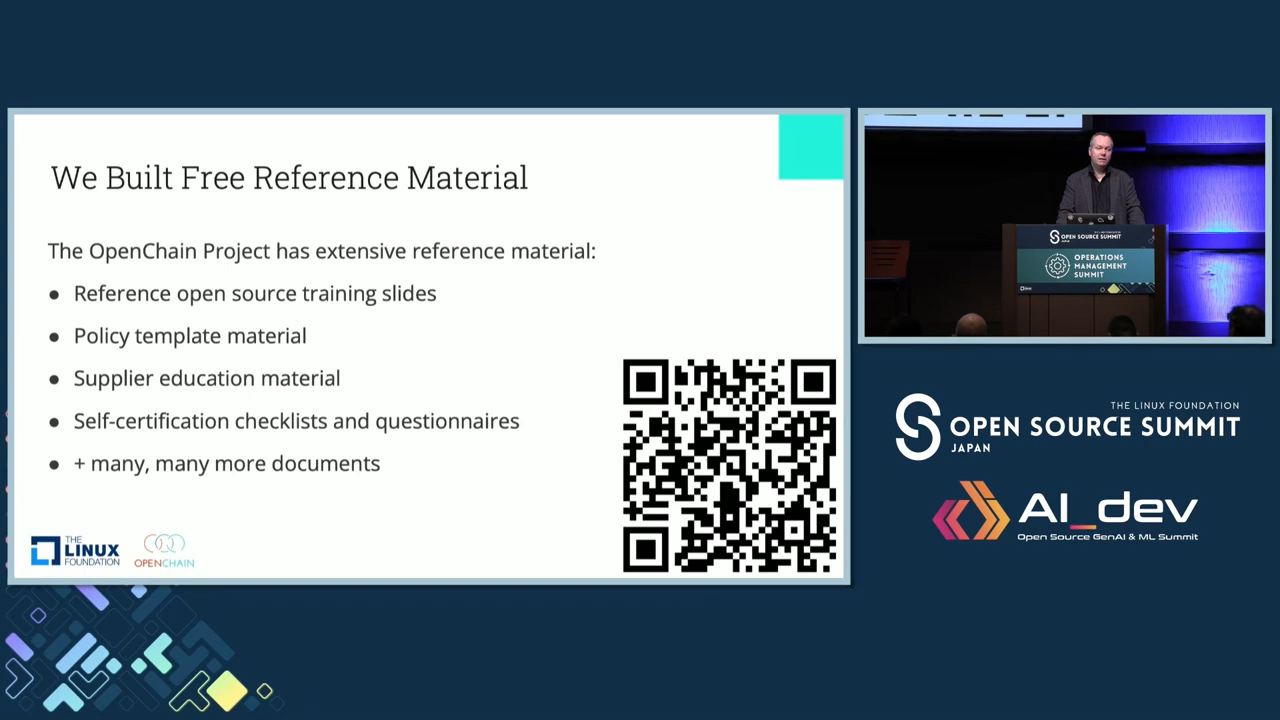 We Built Free Reference Material
The OpenChain Project has extensive reference material:
● Reference open source training slides
● Policy template material
● Supplier education material
● Self-certification checklists and questionnaires
● + many, many more documents
THE
LINUX
FOUNDATION
OPENCHAIN
OPEN SOURCE SUMMIT
OPERATIONS
MANAGEMENT
SUMMIT
THE LINUX FOUNDATION
OPEN SOURCE SUMMIT
JAPAN
AI_dev
Open Source GenAI & ML Summit